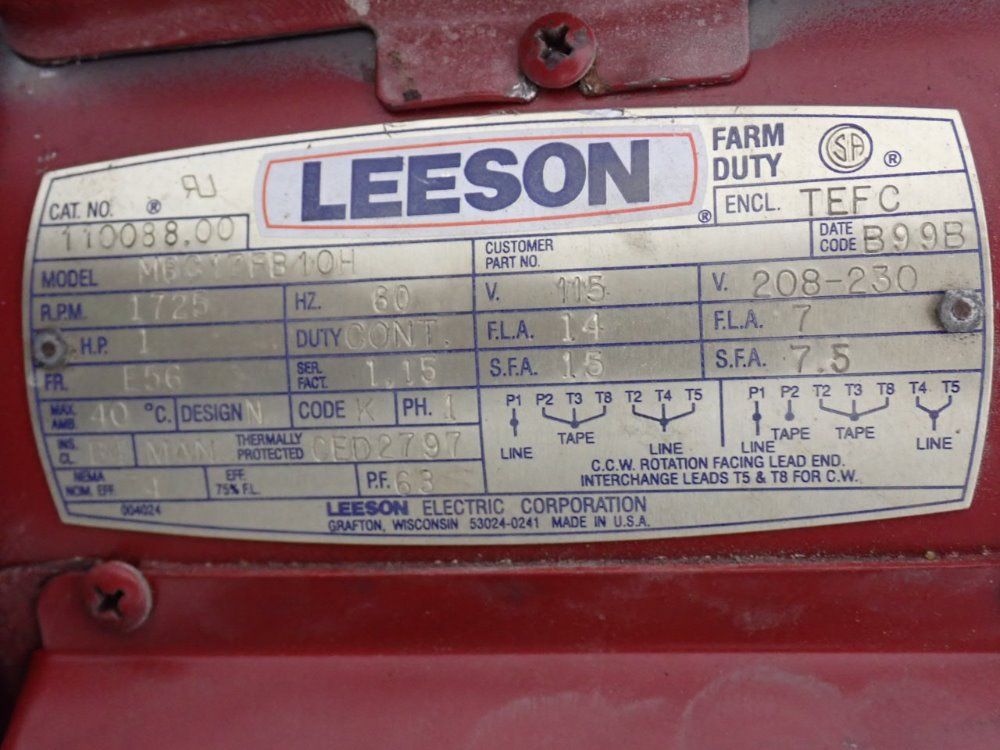 LEESON ®
FARM DUTY SA ®
CAT. NO. ® RU
110088.00
ENCL. TEFC
MODEL
CUSTOMER PART NO.
DATE CODE B99B
R.P.M. 1725 HZ. 60 V. 115 V. 208-230
H.P. 1 DUTY CONT. F.L.A. 14 F.L.A. 7
FR. E56 SER. FACT. 1.15 S.F.A. 15 S.F.A. 7.5
MAX. AMB. 40 °C. DESIGN N CODE K PH. 1
INS. CL. MAN THERMALLY PROTECTED CED2797
NEMA NOM. EFF. EFF. 75% F.L. P.F. 63
P1 P2 T3 T8 T2 T4 T5
TAPE
LINE LINE
P1 P2 T2 T3 T8 T4 T5
TAPE TAPE
LINE LINE
C.C.W. ROTATION FACING LEAD END.
INTERCHANGE LEADS T5 & T8 FOR C.W.
004024
LEESON ELECTRIC CORPORATION
GRAFTON, WISCONSIN 53024-0241 MADE IN U.S.A.